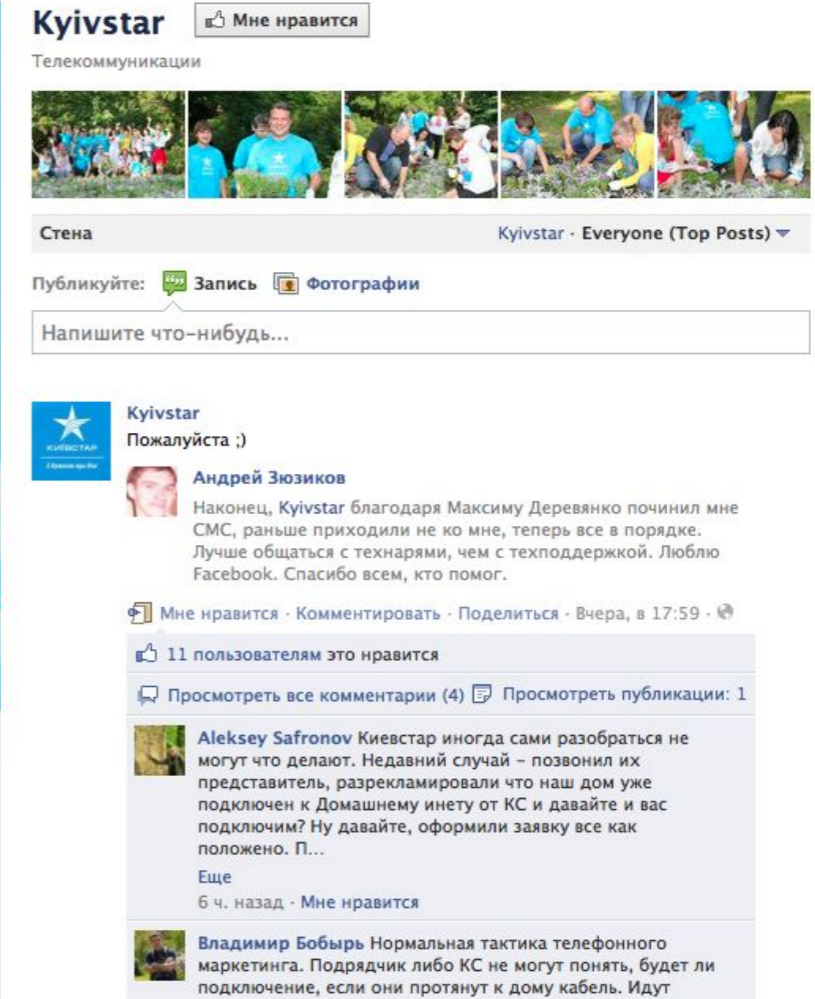 Kyivstar Мне нравится
Телекоммуникации
Стена Kyivstar · Everyone (Top Posts)
Публикуйте: Запись Фотографии
Напишите что-нибудь...
Kyivstar
Пожалуйста ;)
КИЇВСТАР
Андрей Зюзиков
Наконец, Kyivstar благодаря Максиму Деревянко починил мне
СМС, раньше приходили не ко мне, теперь все в порядке.
Лучше общаться с технарями, чем с техподдержкой. Люблю
Facebook. Спасибо всем, кто помог.
Мне нравится · Комментировать · Поделиться · Вчера, в 17:59 ·
11 пользователям это нравится
Просмотреть все комментарии (4) Просмотреть публикации: 1
Aleksey Safronov Киевстар иногда сами разобраться не
могут что делают. Недавний случай – позвонил их
представитель, разрекламировали что наш дом уже
подключен к Домашнему инету от КС и давайте и вас
подключим? Ну давайте, оформили заявку все как
положено. П...
Еще
6 ч. назад · Мне нравится
Владимир Бобырь Нормальная тактика телефонного
маркетинга. Подрядчик либо КС не могут понять, будет ли
подключение, если они протянут к дому кабель. Идут